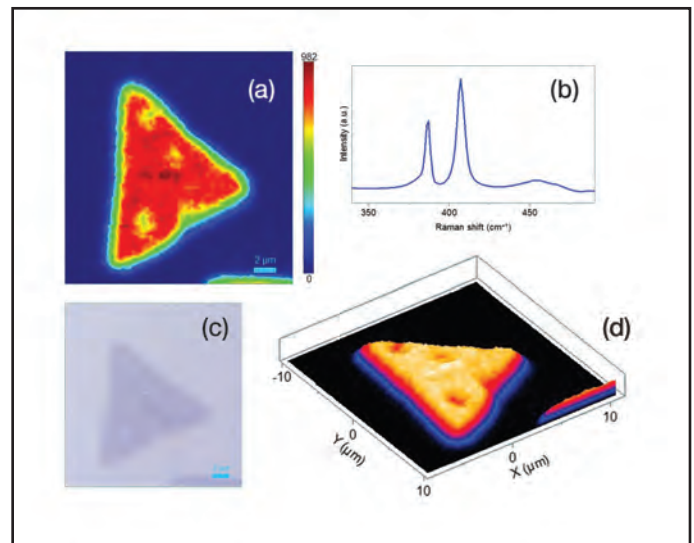 (a)
982
0
2 µm
(b)
Intensity (a.u.)
350
400
450
Raman shift (cm⁻¹)
(c)
(d)
-10
0
10
Y (µm)
0
10
X (µm)